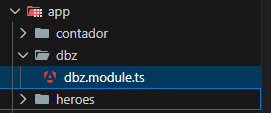 app
contador
dbz
dbz.module.ts
heroes